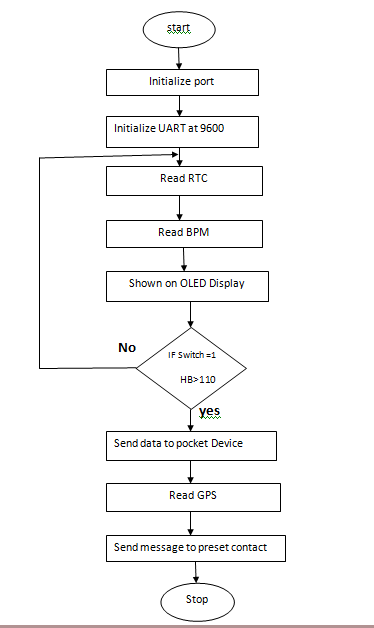 start
Initialize port
Initialize UART at 9600
Read RTC
Read BPM
Shown on OLED Display
No
IF Switch =1
HB>110
yes
Send data to pocket Device
Read GPS
Send message to preset contact
Stop